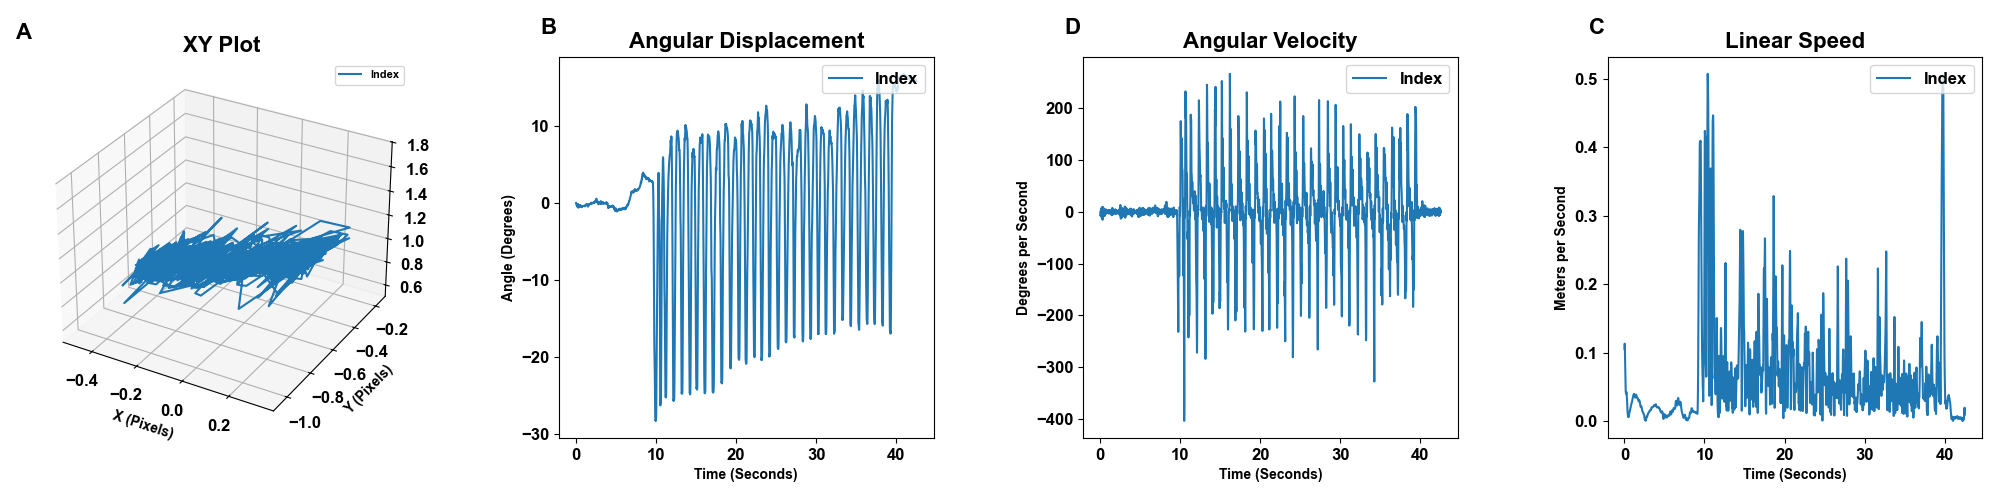 A
XY Plot
Index
1.8
1.6
1.4
1.2
1.0
0.8
0.6
−0.2
−0.4
−0.6
−0.8
−1.0
Y (Pixels)
−0.4
−0.2
0.0
0.2
X (Pixels)
B
Angular Displacement
Index
Angle (Degrees)
10
0
−10
−20
−30
0 10 20 30 40
Time (Seconds)
D
Angular Velocity
Index
Degrees per Second
200
100
0
−100
−200
−300
−400
0 10 20 30 40
Time (Seconds)
C
Linear Speed
Index
Meters per Second
0.5
0.4
0.3
0.2
0.1
0.0
0 10 20 30 40
Time (Seconds)